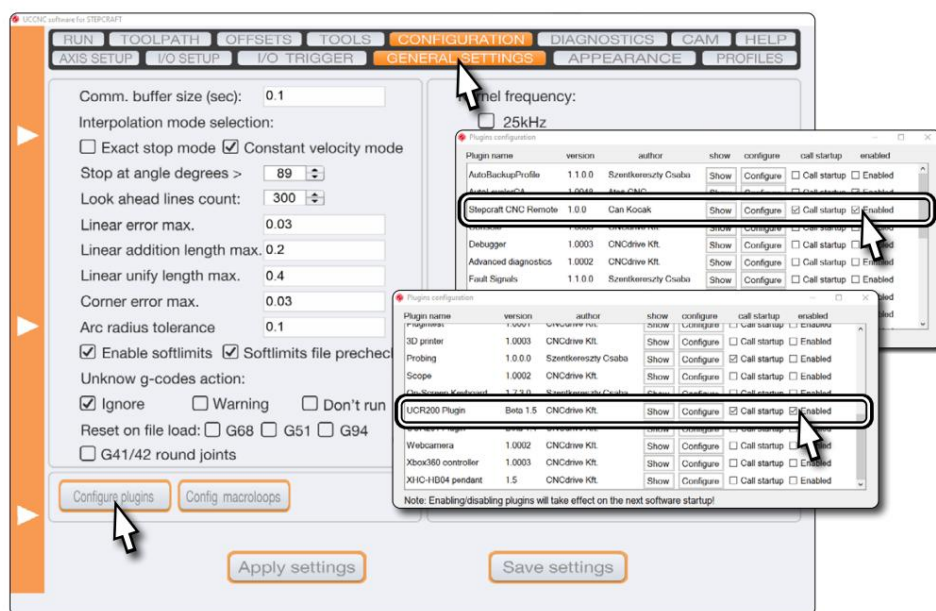 UCCNC software for STEPCRAFT
RUN TOOLPATH OFFSETS TOOLS CONFIGURATION DIAGNOSTICS CAM HELP
AXIS SETUP I/O SETUP I/O TRIGGER GENERAL SETTINGS APPEARANCE PROFILES
Comm. buffer size (sec): 0.1
Interpolation mode selection:
Exact stop mode Constant velocity mode
Stop at angle degrees > 89
Look ahead lines count: 300
Linear error max. 0.03
Linear addition length max. 0.2
Linear unify length max. 0.4
Corner error max. 0.03
Arc radius tolerance 0.1
Enable softlimits Softlimits file prechec
Unknow g-codes action:
Ignore Warning Don't run
Reset on file load: G68 G51 G94
G41/42 round joints
Configure plugins Config macroloops
Apply settings Save settings
frequency:
25kHz
Plugins configuration
Plugin name version author show configure call startup enabled
AutoBackupProfile 1.1.0.0 Szentkereszty Csaba Show Configure Call startup Enabled
Stepcraft CNC Remote 1.0.0 Can Kocak Show Configure Call startup Enabled
Debugger 1.0003 CNCdrive Kft. Show Configure Call startup Enabled
Advanced diagnostics 1.0002 CNCdrive Kft. Show Configure Call startup Enabled
Fault Signals 1.1.0.0 Szentkereszty Csaba Show Configure Call startup Enabled
Plugins configuration
Plugin name version author show configure call startup enabled
3D printer 1.0003 CNCdrive Kft. Show Configure Call startup Enabled
Probing 1.0.0.0 Szentkereszty Csaba Show Configure Call startup Enabled
Scope 1.0002 CNCdrive Kft. Show Configure Call startup Enabled
On-Screen Keyboard 1.7.3.0 Szentkereszty Csaba Show Configure Call startup Enabled
UCR200 Plugin Beta 1.5 CNCdrive Kft. Show Configure Call startup Enabled
Webcamera 1.0002 CNCdrive Kft. Show Configure Call startup Enabled
Xbox360 controller 1.0003 CNCdrive Kft. Show Configure Call startup Enabled
XHC-HB04 pendant 1.5 CNCdrive Kft. Show Configure Call startup Enabled
Note: Enabling/disabling plugins will take effect on the next software startup!